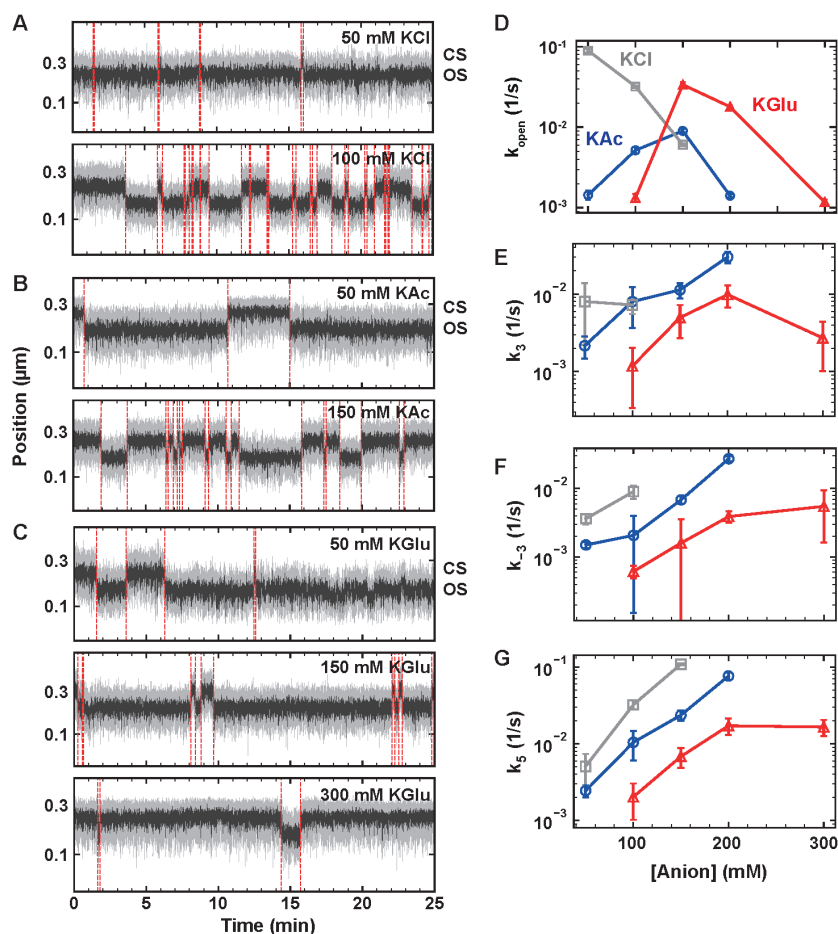 A
50 mM KCl
CS
OS
0.3
0.1
100 mM KCl
0.3
0.1
B
50 mM KAc
CS
OS
0.3
0.1
150 mM KAc
0.3
0.1
Position (μm)
C
50 mM KGlu
CS
OS
0.3
0.1
150 mM KGlu
0.3
0.1
300 mM KGlu
0.3
0.1
0 5 10 15 20 25
Time (min)
D
KCl
KGlu
KAc
k_open (1/s)
10⁻¹
10⁻²
10⁻³
E
k₃ (1/s)
10⁻²
10⁻³
F
k₋₃ (1/s)
10⁻²
10⁻³
G
k₅ (1/s)
10⁻¹
10⁻²
10⁻³
100 200 300
[Anion] (mM)